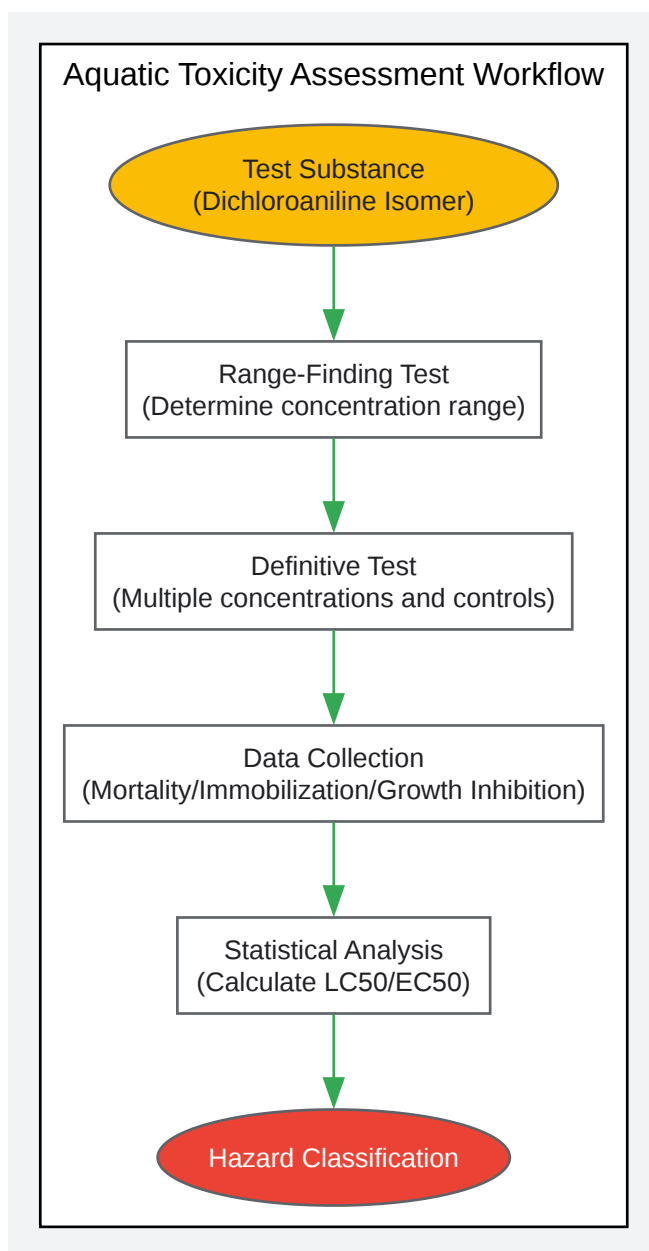 Aquatic Toxicity Assessment Workflow
Test Substance
(Dichloroaniline Isomer)
Range-Finding Test
(Determine concentration range)
Definitive Test
(Multiple concentrations and controls)
Data Collection
(Mortality/Immobilization/Growth Inhibition)
Statistical Analysis
(Calculate LC50/EC50)
Hazard Classification